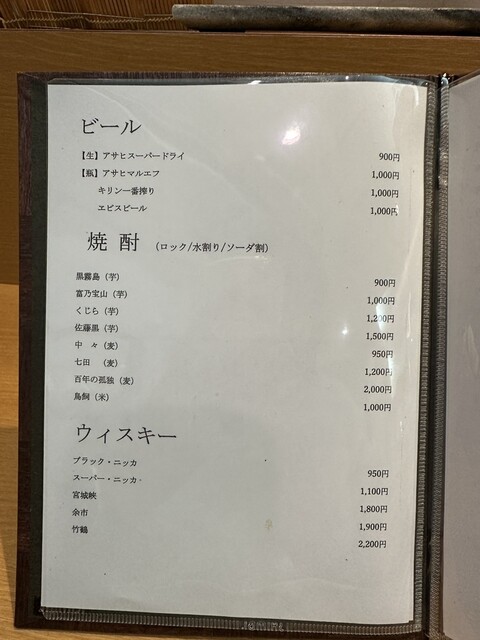 ビール
【生】アサヒスーパードライ 900円
【瓶】アサヒマルエフ 1,000円
キリン一番搾り 1,000円
ヱビスビール 1,000円
焼 酎 (ロック/水割り/ソーダ割)
黒霧島(芋) 900円
富乃宝山(芋) 1,000円
くじら(芋) 1,200円
佐藤黒(芋) 1,500円
中 々(麦) 950円
七田 (麦) 1,200円
百年の孤独(麦) 2,000円
鳥飼(米) 1,000円
ウィスキー
ブラック・ニッカ 950円
スーパー・ニッカ 1,100円
宮城峡 1,800円
余市 1,900円
竹鶴 2,200円